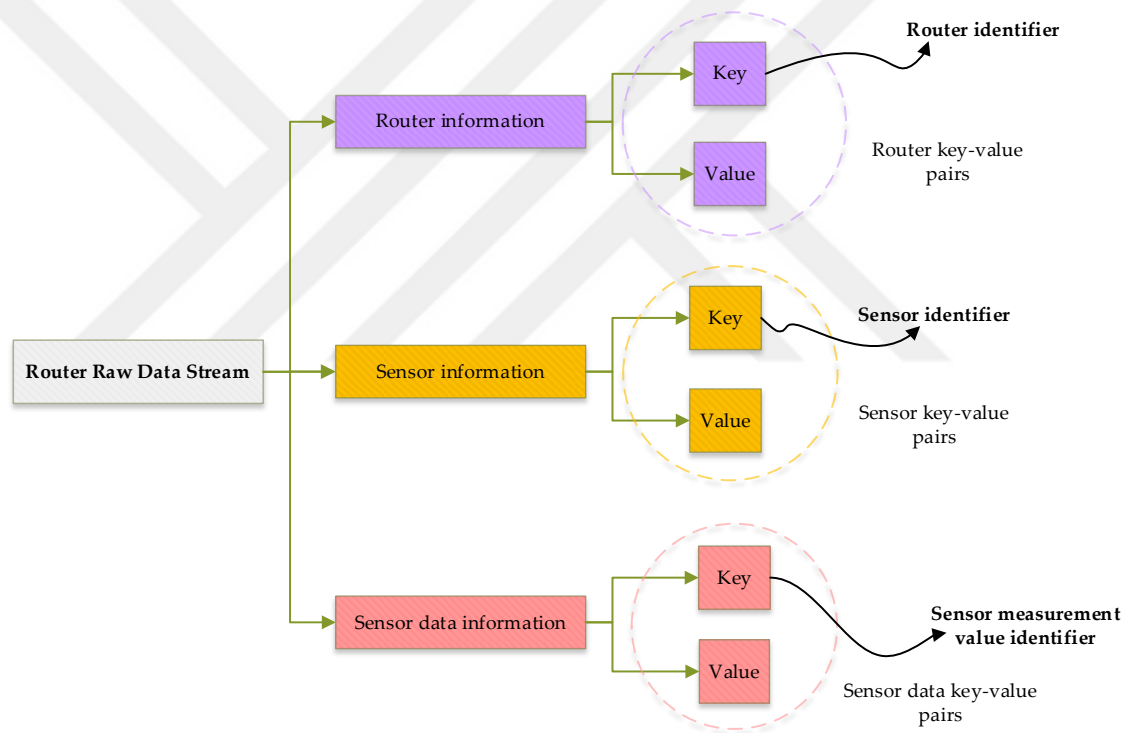 Router identifier
Key
Router information
Router key-value
pairs
Value
Sensor identifier
Key
Router Raw Data Stream
Sensor information
Sensor key-value
pairs
Value
Key
Sensor data information
Sensor measurement
value identifier
Value
Sensor data key-value
pairs